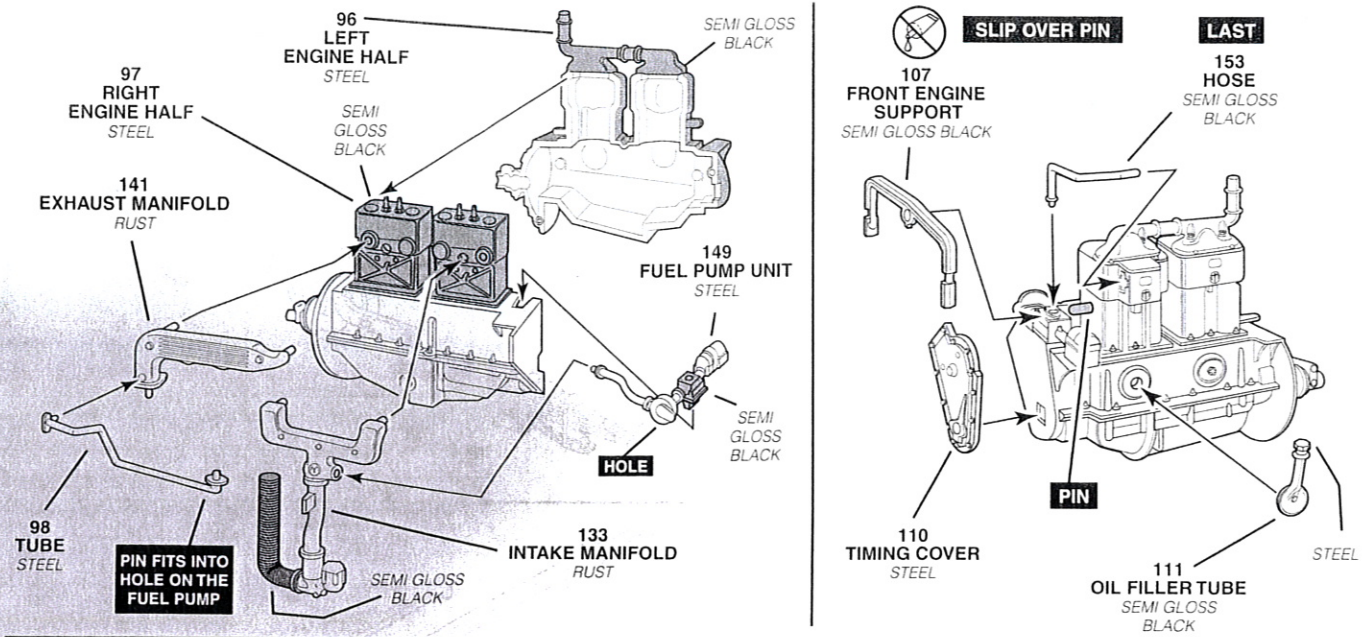 96
LEFT
ENGINE HALF
STEEL
SEMI GLOSS
BLACK
97
RIGHT
ENGINE HALF
STEEL
SEMI
GLOSS
BLACK
141
EXHAUST MANIFOLD
RUST
149
FUEL PUMP UNIT
STEEL
SEMI
GLOSS
BLACK
HOLE
98
TUBE
STEEL
PIN FITS INTO
HOLE ON THE
FUEL PUMP
133
INTAKE MANIFOLD
RUST
SEMI GLOSS
BLACK
SLIP OVER PIN
LAST
107
FRONT ENGINE
SUPPORT
SEMI GLOSS BLACK
153
HOSE
SEMI GLOSS
BLACK
PIN
110
TIMING COVER
STEEL
111
OIL FILLER TUBE
SEMI GLOSS
BLACK
STEEL